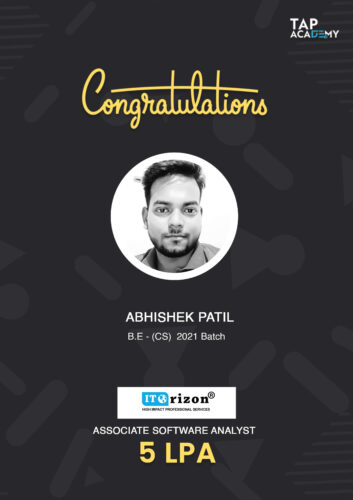 TAP
ACADEMY
Congratulations
ABHISHEK PATIL
B.E - (CS) 2021 Batch
ITOrizon®
HIGH IMPACT PROFESSIONAL SERVICES
ASSOCIATE SOFTWARE ANALYST
5 LPA